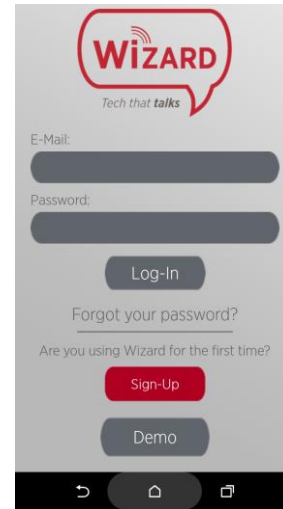 WiZARD
Tech that talks
E-Mail:
Password:
Log-In
Forgot your password?
Are you using Wizard for the first time?
Sign-Up
Demo